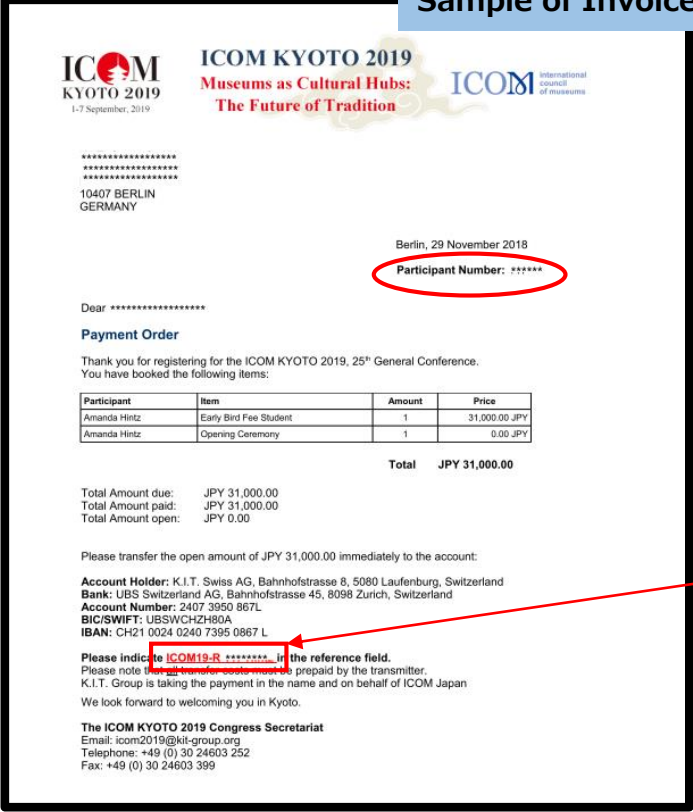 Sample of Invoice
ICOM
KYOTO 2019
1-7 September, 2019
ICOM KYOTO 2019
Museums as Cultural Hubs:
The Future of Tradition
ICOM international
council
of museums
******************
******************
******************
10407 BERLIN
GERMANY
Berlin, 29 November 2018
Participant Number: ******
Dear ******************
Payment Order
Thank you for registering for the ICOM KYOTO 2019, 25th General Conference.
You have booked the following items:
Participant Item Amount Price
Amanda Hintz Early Bird Fee Student 1 31,000.00 JPY
Amanda Hintz Opening Ceremony 1 0.00 JPY
Total JPY 31,000.00
Total Amount due: JPY 31,000.00
Total Amount paid: JPY 31,000.00
Total Amount open: JPY 0.00
Please transfer the open amount of JPY 31,000.00 immediately to the account:
Account Holder: K.I.T. Swiss AG, Bahnhofstrasse 8, 5080 Laufenburg, Switzerland
Bank: UBS Switzerland AG, Bahnhofstrasse 45, 8098 Zurich, Switzerland
Account Number: 2407 3950 867L
BIC/SWIFT: UBSWCHZH80A
IBAN: CH21 0024 0240 7395 0867 L
Please indicate ICOM19-R ******** in the reference field.
Please note that all transfer costs must be prepaid by the transmitter.
K.I.T. Group is taking the payment in the name and on behalf of ICOM Japan
We look forward to welcoming you in Kyoto.
The ICOM KYOTO 2019 Congress Secretariat
Email: icom2019@kit-group.org
Telephone: +49 (0) 30 24603 252
Fax: +49 (0) 30 24603 399